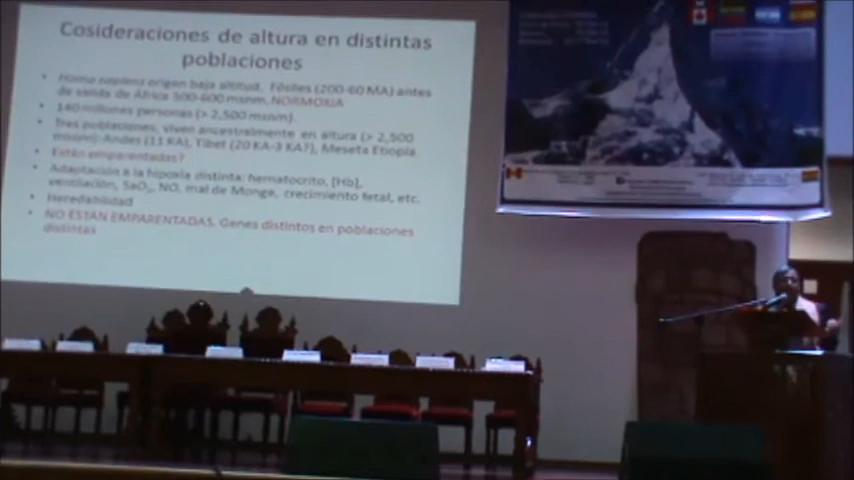 Cosideraciones de altura en distintas
poblaciones
• Homo sapiens origen baja altitud. Fósiles (200-60 MA) antes
de salida de África 500-600 msnm, NORMOXIA
• 140 millones personas (> 2,500 msnm).
• Tres poblaciones, viven ancestralmente en altura (> 2,500
msnm): Andes (11 KA), Tibet (20 KA-3 KA?), Meseta Etiopia
• Están emparentadas?
• Adaptación a la hipoxia distinta: hematocrito, [Hb],
ventilación, SaO₂, NO, mal de Monge, crecimiento fetal, etc.
• Heredabilidad
• NO ESTÁN EMPARENTADAS. Genes distintos en poblaciones
distintas